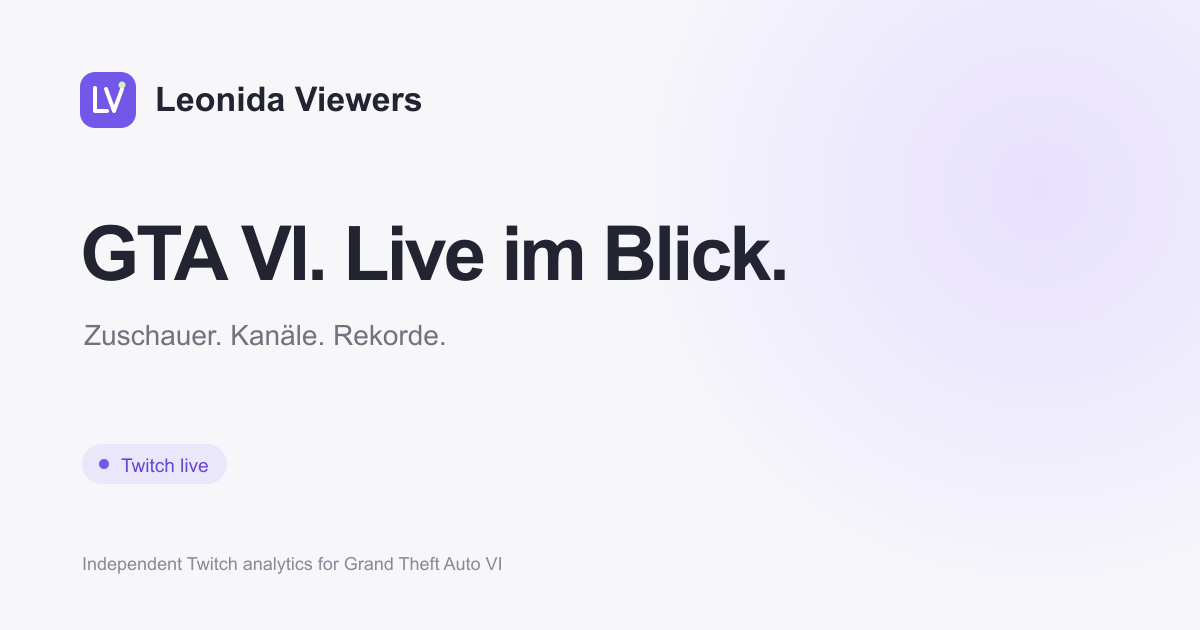 LV
Leonida Viewers
GTA VI. Live im Blick.
Zuschauer. Kanäle. Rekorde.
Twitch live
Independent Twitch analytics for Grand Theft Auto VI